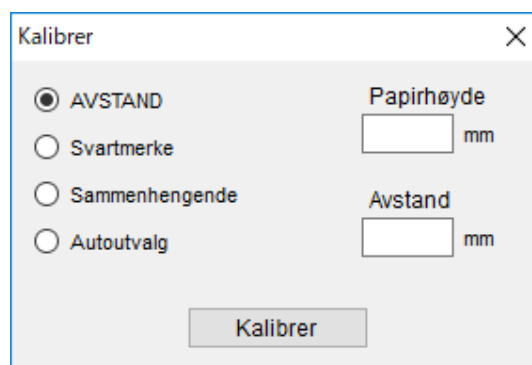 Kalibrer
AVSTAND
Svartmerke
Sammenhengende
Autoutvalg
Papirhøyde
mm
Avstand
mm
Kalibrer